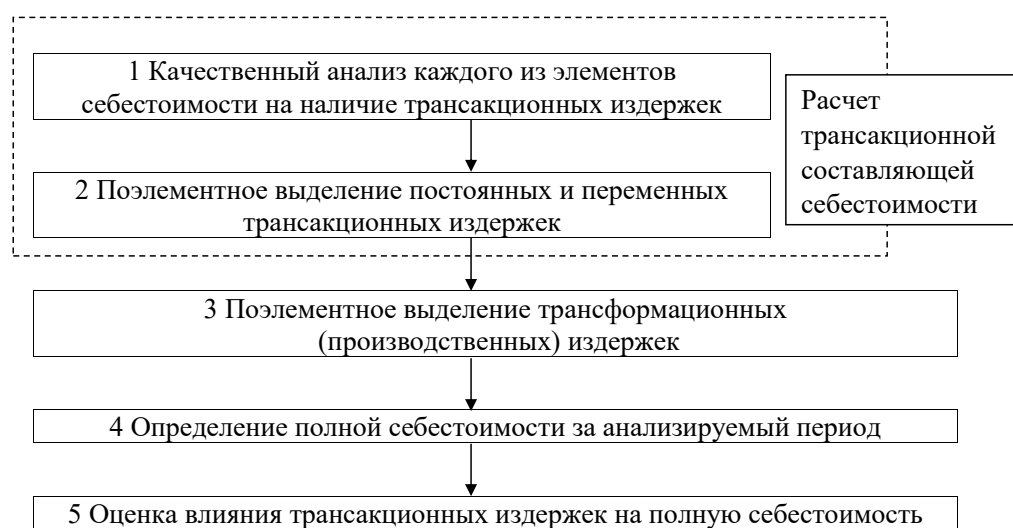 1 Качественный анализ каждого из элементов
себестоимости на наличие трансакционных издержек
Расчет
трансакционной
составляющей
себестоимости
2 Поэлементное выделение постоянных и переменных
трансакционных издержек
3 Поэлементное выделение трансформационных
(производственных) издержек
4 Определение полной себестоимости за анализируемый период
5 Оценка влияния трансакционных издержек на полную себестоимость